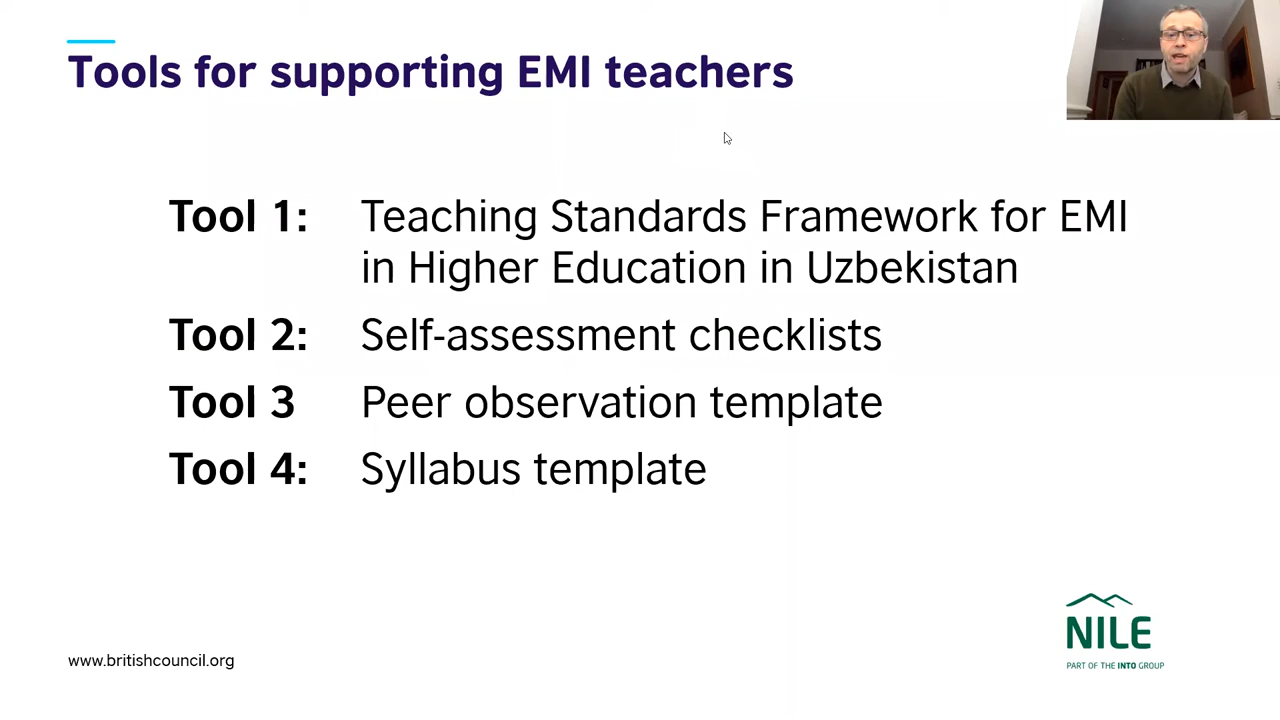 Tools for supporting EMI teachers
Tool 1: Teaching Standards Framework for EMI
in Higher Education in Uzbekistan
Tool 2: Self-assessment checklists
Tool 3 Peer observation template
Tool 4: Syllabus template
www.britishcouncil.org
NILE
PART OF THE INTO GROUP